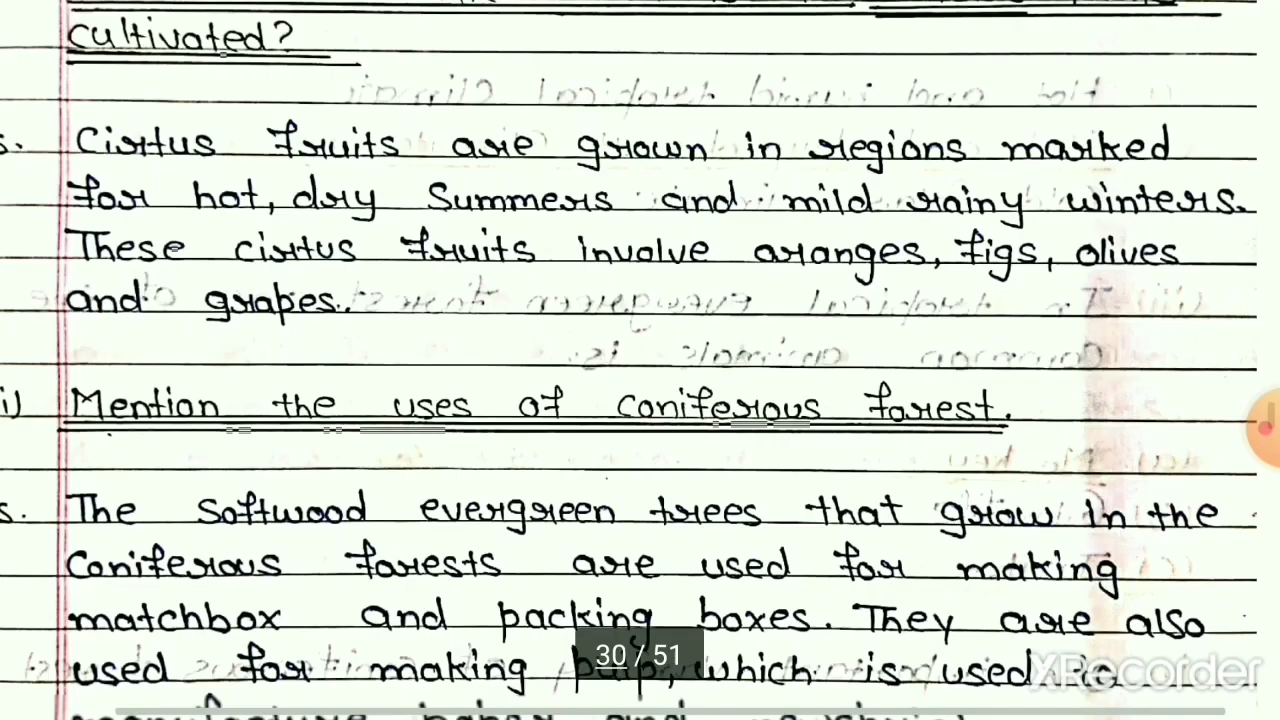 cultivated?
s. Cirtus fruits are grown in regions marked
for hot, dry Summers and mild rainy winters.
These cirtus fruits involve oranges, figs, olives
and grapes.
i) Mention the uses of coniferous forest.
s. The softwood evergreen trees that grow in the
Coniferous forests are used for making
matchbox and packing boxes. They are also
used for making pulp, which is used to
30/51
XRecorder